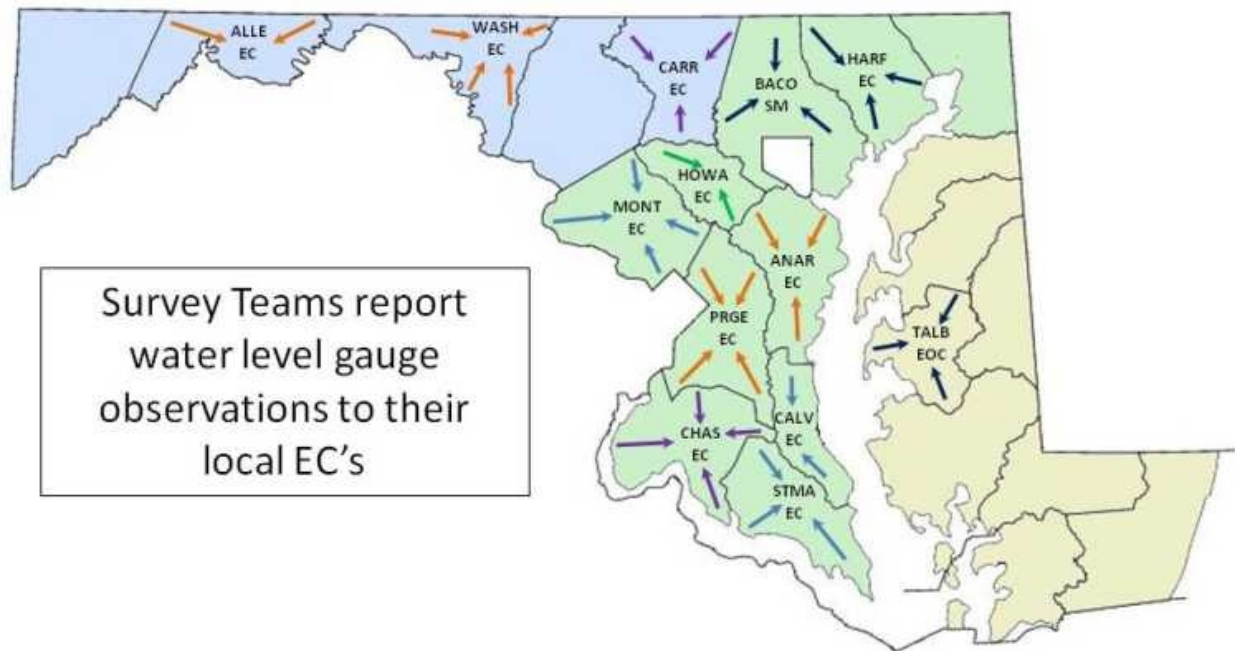 ALLE
EC
WASH
EC
CARR
EC
BACO
SM
HARF
EC
HOWA
EC
MONT
EC
ANAR
EC
PRGE
EC
TALB
EOC
CHAS
EC
CALV
EC
STMA
EC
Survey Teams report
water level gauge
observations to their
local EC's